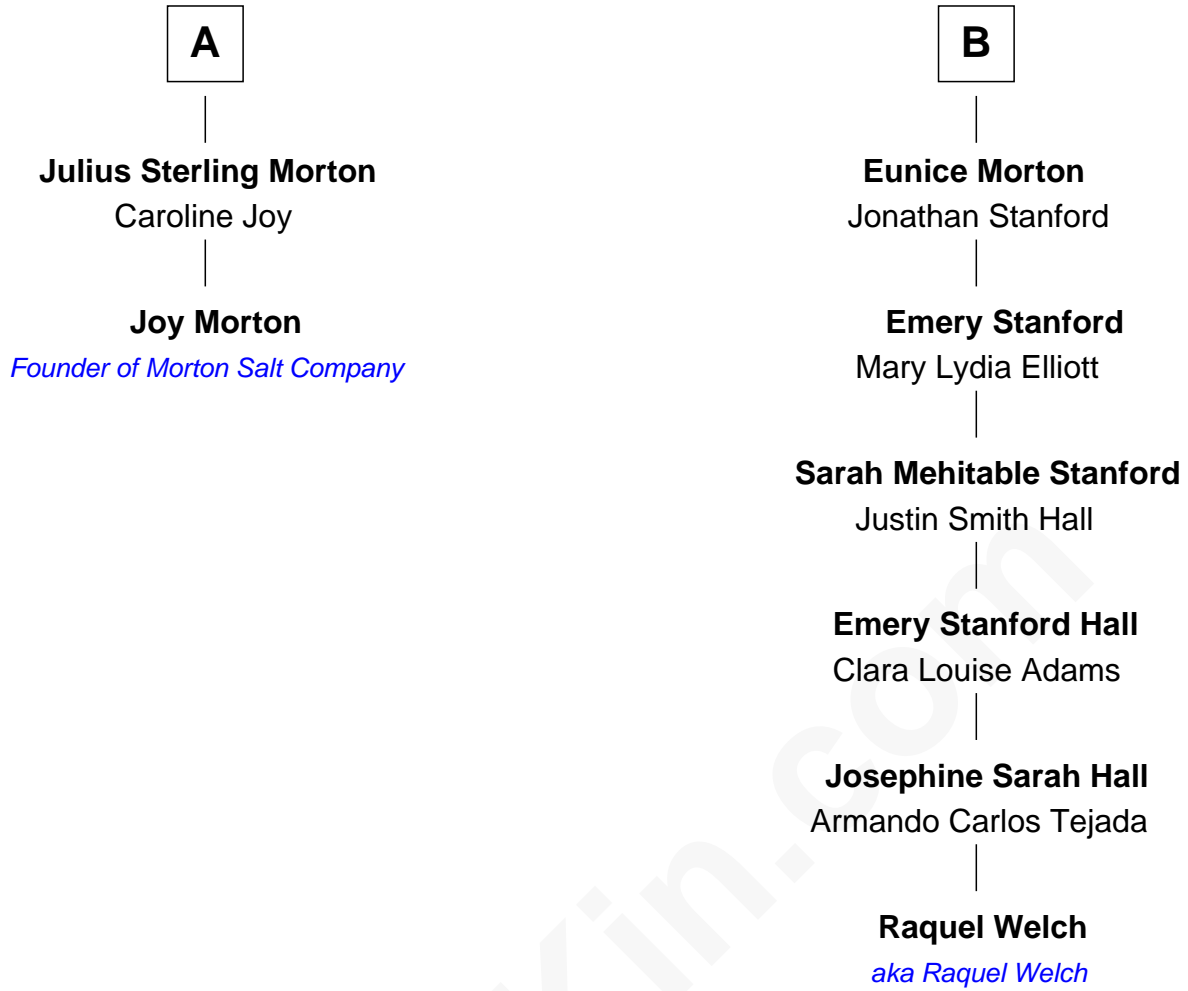 A
Julius Sterling Morton
Caroline Joy
Joy Morton
Founder of Morton Salt Company
B
Eunice Morton
Jonathan Stanford
Emery Stanford
Mary Lydia Elliott
Sarah Mehitable Stanford
Justin Smith Hall
Emery Stanford Hall
Clara Louise Adams
Josephine Sarah Hall
Armando Carlos Tejada
Raquel Welch
aka Raquel Welch
Kin.com